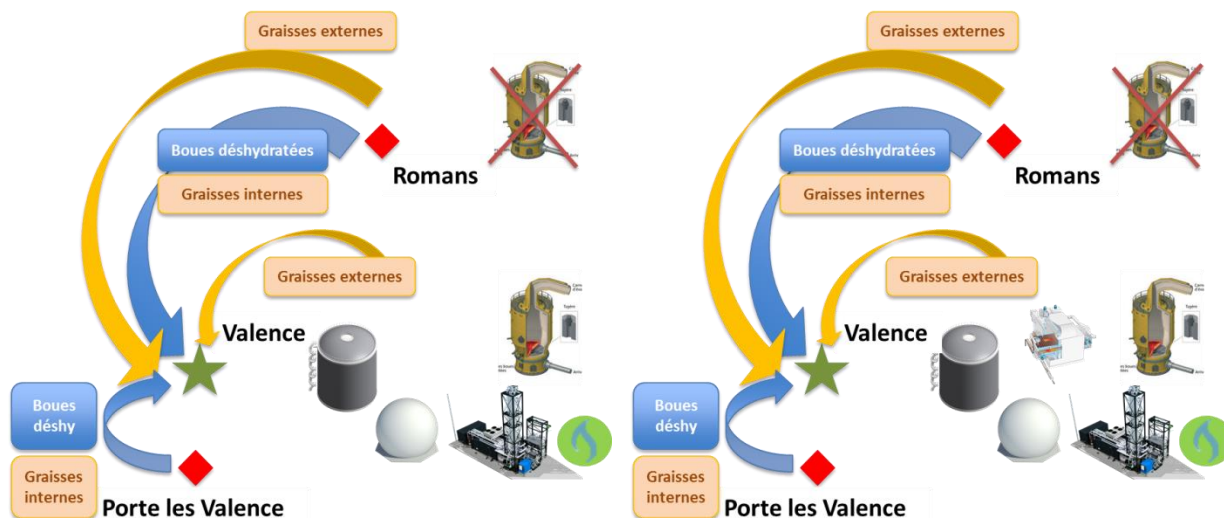 Graisses externes
Boues déshydratées
Romans
Graisses internes
Graisses externes
Valence
Boues
déshy
Graisses
internes
Porte les Valence
Graisses externes
Boues déshydratées
Romans
Graisses internes
Graisses externes
Valence
Boues
déshy
Graisses
internes
Porte les Valence